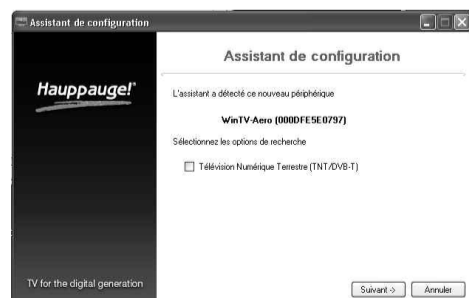 Assistant de configuration
Assistant de configuration
Hauppauge!
L'assistant a détecté ce nouveau périphérique
WinTV-Aero (000DFE5E0797)
Sélectionnez les options de recherche
Télévision Numérique Terrestre (TNT/DVB-T)
TV for the digital generation
Suivant ->
Annuler